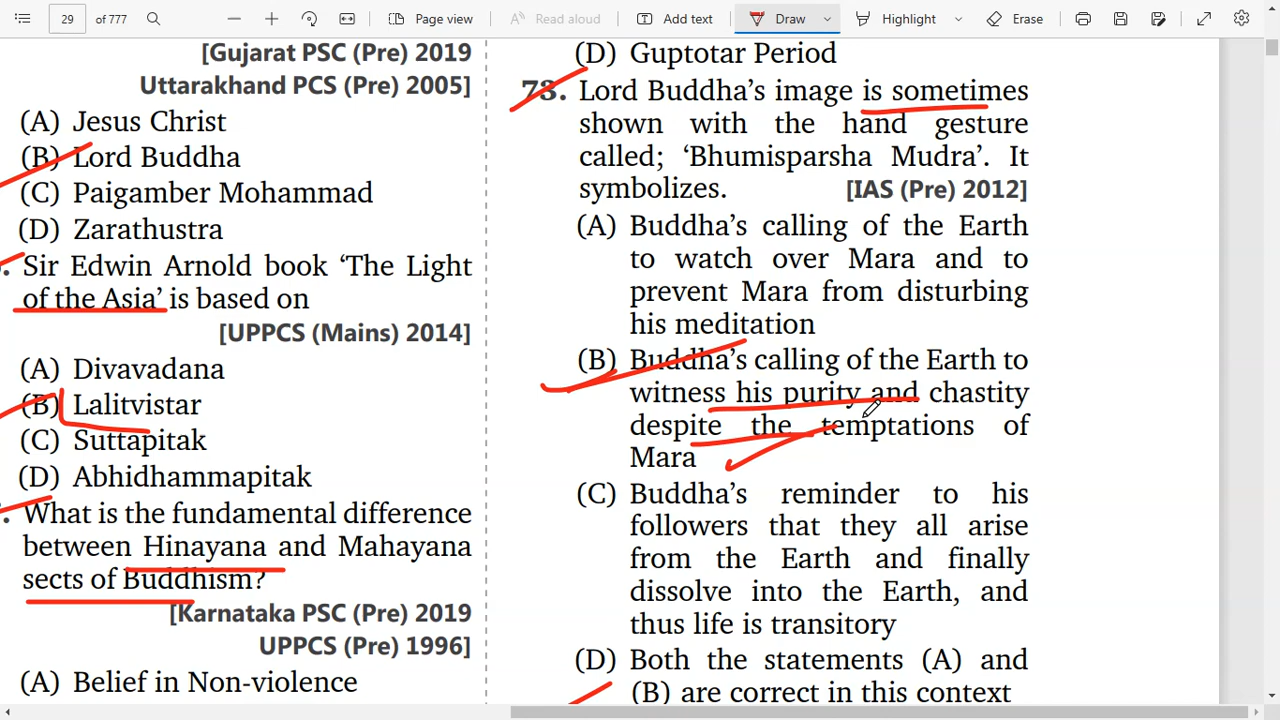 29
of 777
Page view
Read aloud
Add text
Draw
Highlight
Erase
[Gujarat PSC (Pre) 2019
Uttarakhand PCS (Pre) 2005]
(A) Jesus Christ
(B) Lord Buddha
(C) Paigamber Mohammad
(D) Zarathustra
. Sir Edwin Arnold book ‘The Light
of the Asia’ is based on
[UPPCS (Mains) 2014]
(A) Divavadana
(B) Lalitvistar
(C) Suttapitak
(D) Abhidhammapitak
. What is the fundamental difference
between Hinayana and Mahayana
sects of Buddhism?
[Karnataka PSC (Pre) 2019
UPPCS (Pre) 1996]
(A) Belief in Non-violence
(D) Guptotar Period
73. Lord Buddha’s image is sometimes
shown with the hand gesture
called; ‘Bhumisparsha Mudra’. It
symbolizes. [IAS (Pre) 2012]
(A) Buddha’s calling of the Earth
to watch over Mara and to
prevent Mara from disturbing
his meditation
(B) Buddha’s calling of the Earth to
witness his purity and chastity
despite the temptations of
Mara
(C) Buddha’s reminder to his
followers that they all arise
from the Earth and finally
dissolve into the Earth, and
thus life is transitory
(D) Both the statements (A) and
(B) are correct in this context